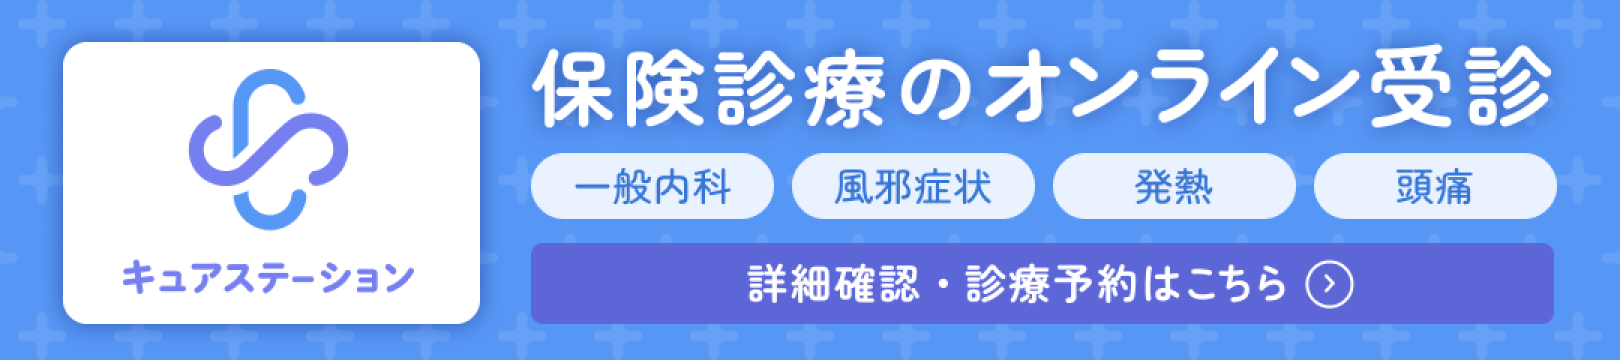 キュアステーション
保険診療のオンライン受診
一般内科 風邪症状 発熱 頭痛
詳細確認・診療予約はこちら